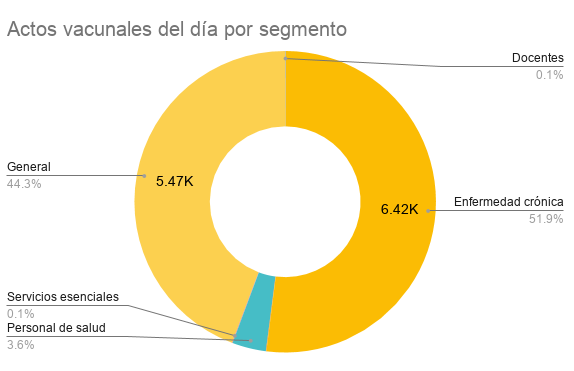 Actos vacunales del día por segmento
Docentes
0.1%
General
44.3%
5.47K
Enfermedad crónica
51.9%
6.42K
Servicios esenciales
0.1%
Personal de salud
3.6%